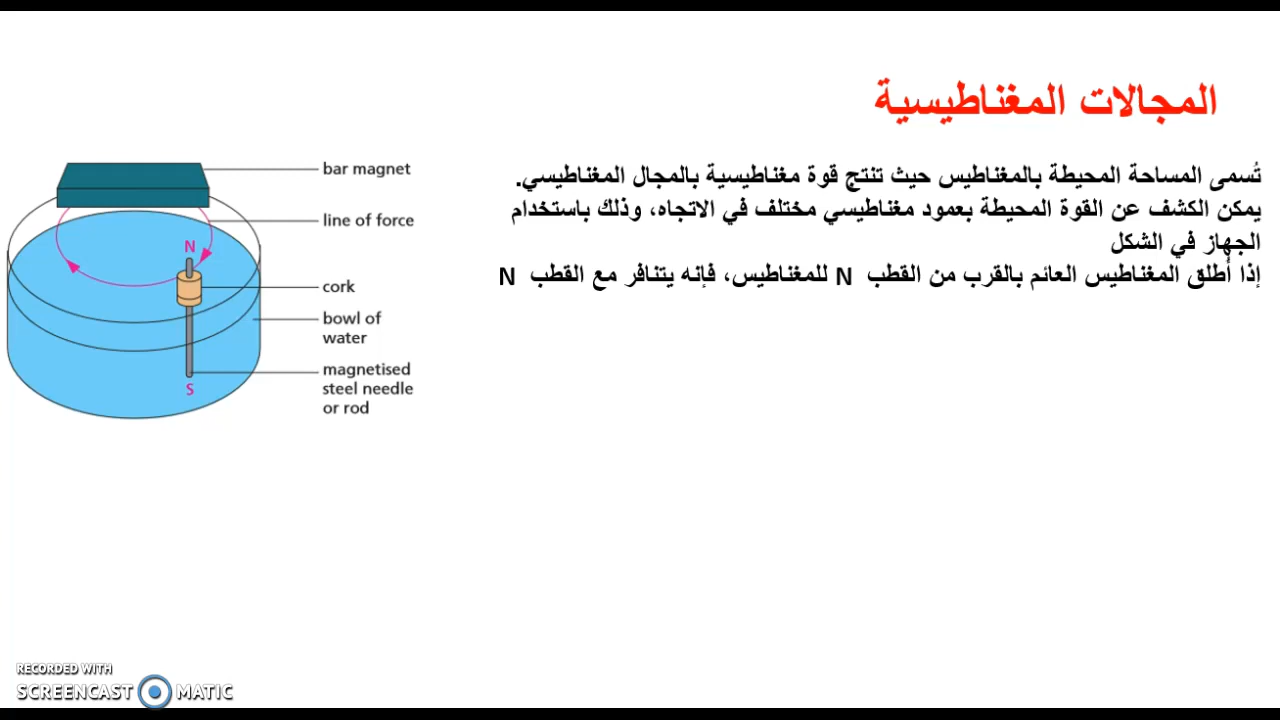 المجالات المغناطيسية
تُسمى المساحة المحيطة بالمغناطيس حيث تنتج قوة مغناطيسية بالمجال المغناطيسي.
يمكن الكشف عن القوة المحيطة بعمود مغناطيسي مختلف في الاتجاه، وذلك باستخدام
الجهاز في الشكل
إذا أُطلق المغناطيس العائم بالقرب من القطب N للمغناطيس، فإنه يتنافر مع القطب N
bar magnet
line of force
N
cork
bowl of
water
magnetised
steel needle
or rod
S
RECORDED WITH
SCREENCAST MATIC